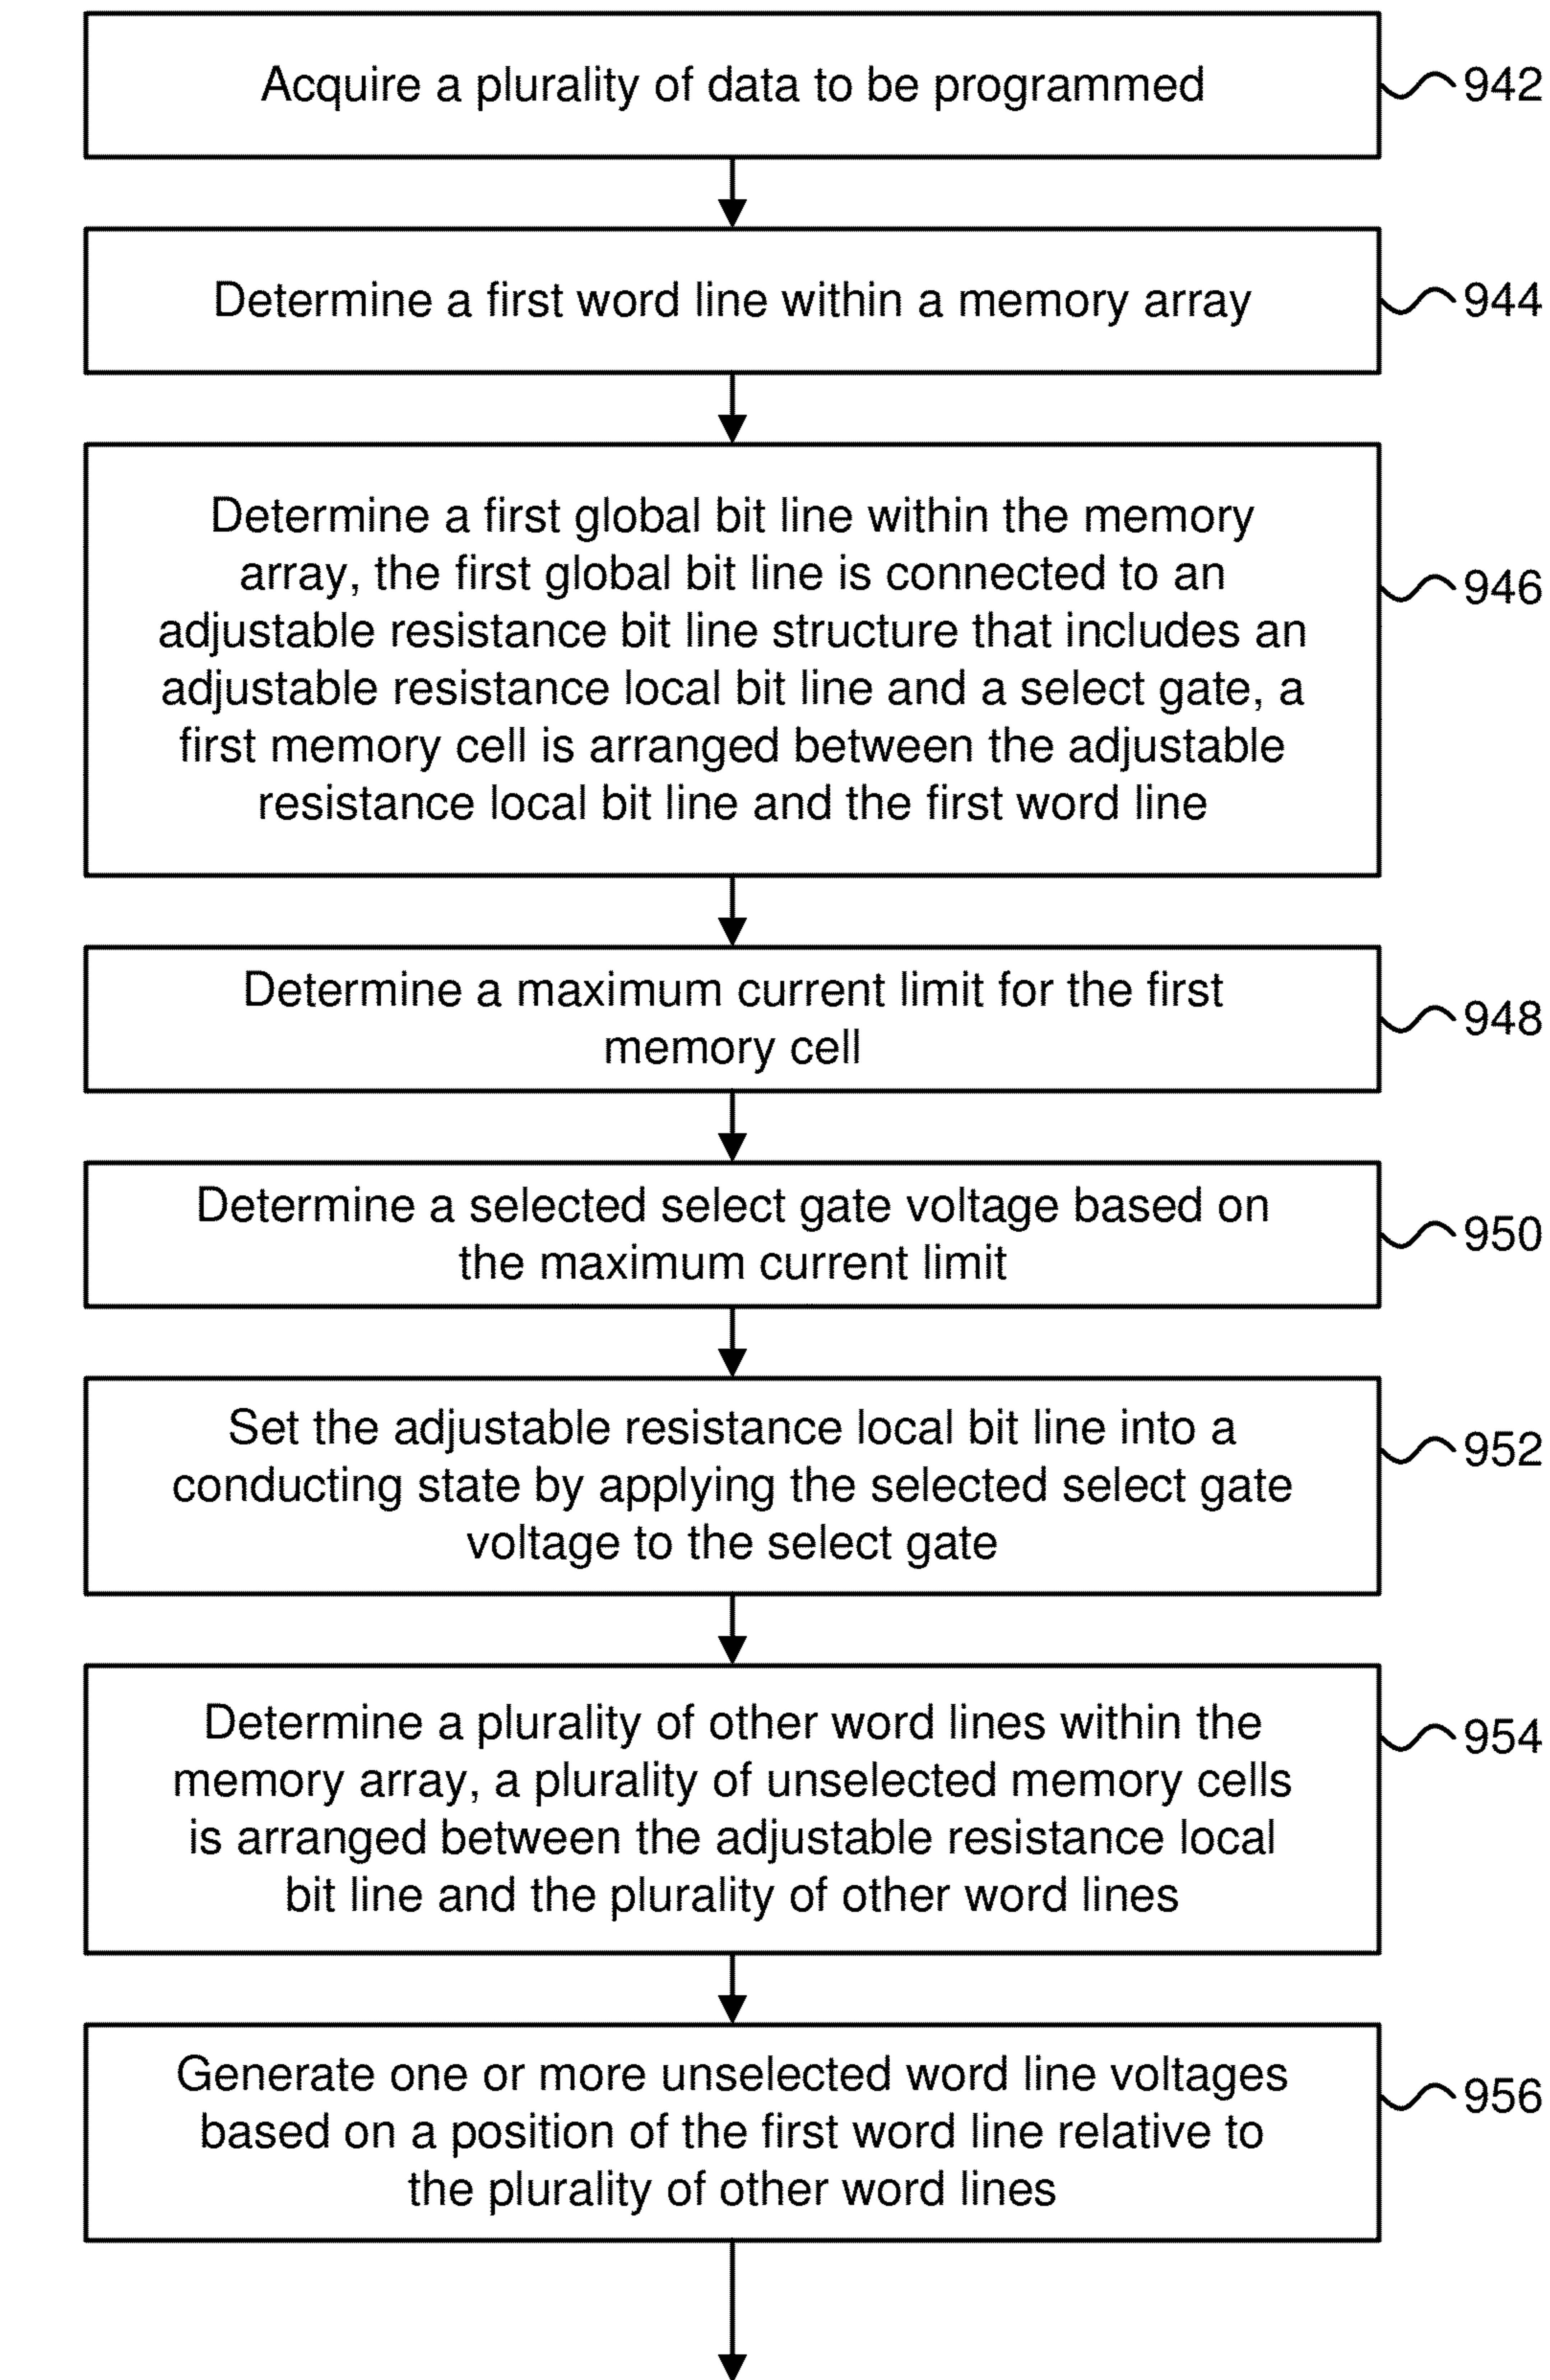 Acquire a plurality of data to be programmed
942
Determine a first word line within a memory array
944
Determine a first global bit line within the memory
array, the first global bit line is connected to an
adjustable resistance bit line structure that includes an
adjustable resistance local bit line and a select gate, a
first memory cell is arranged between the adjustable
resistance local bit line and the first word line
946
Determine a maximum current limit for the first
memory cell
948
Determine a selected select gate voltage based on
the maximum current limit
950
Set the adjustable resistance local bit line into a
conducting state by applying the selected select gate
voltage to the select gate
952
Determine a plurality of other word lines within the
memory array, a plurality of unselected memory cells
is arranged between the adjustable resistance local
bit line and the plurality of other word lines
954
Generate one or more unselected word line voltages
based on a position of the first word line relative to
the plurality of other word lines
956